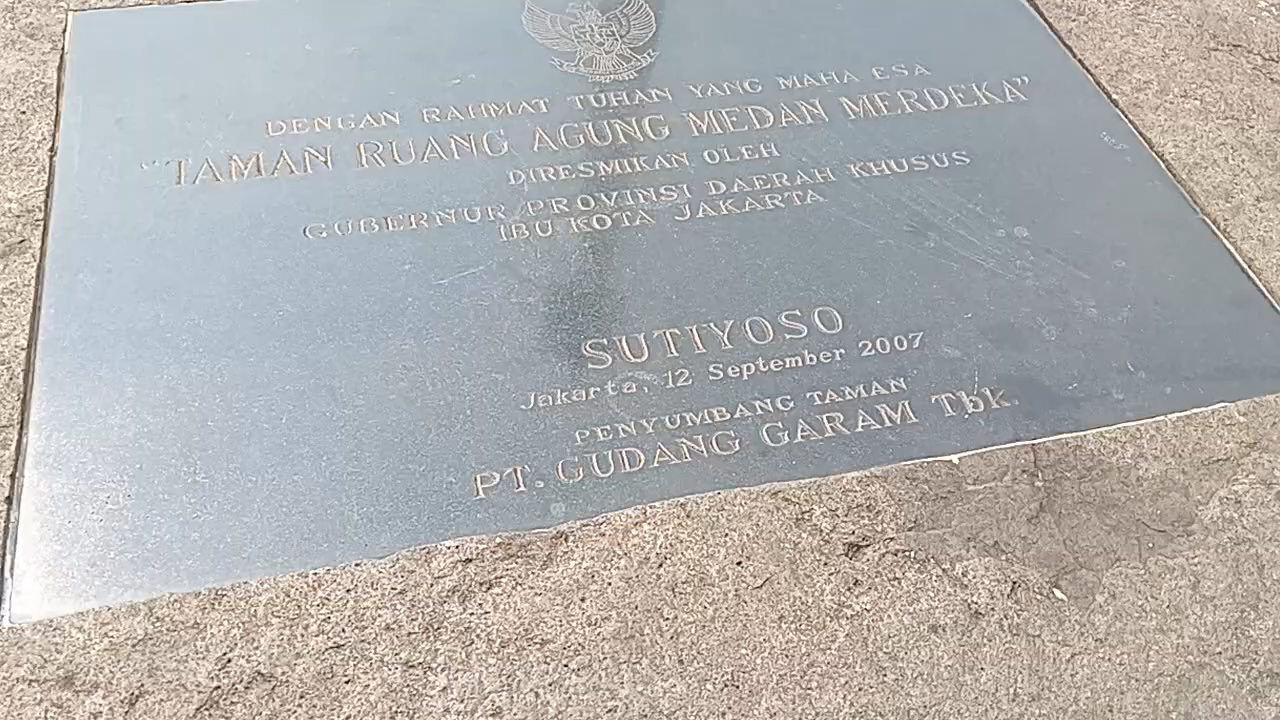 DENGAN RAHMAT TUHAN YANG MAHA ESA
"TAMAN RUANG AGUNG MEDAN MERDEKA"
DIRESMIKAN OLEH
GUBERNUR PROVINSI DAERAH KHUSUS
IBU KOTA JAKARTA
SUTIYOSO
Jakarta, 12 September 2007
PENYUMBANG TAMAN
PT. GUDANG GARAM Tbk.